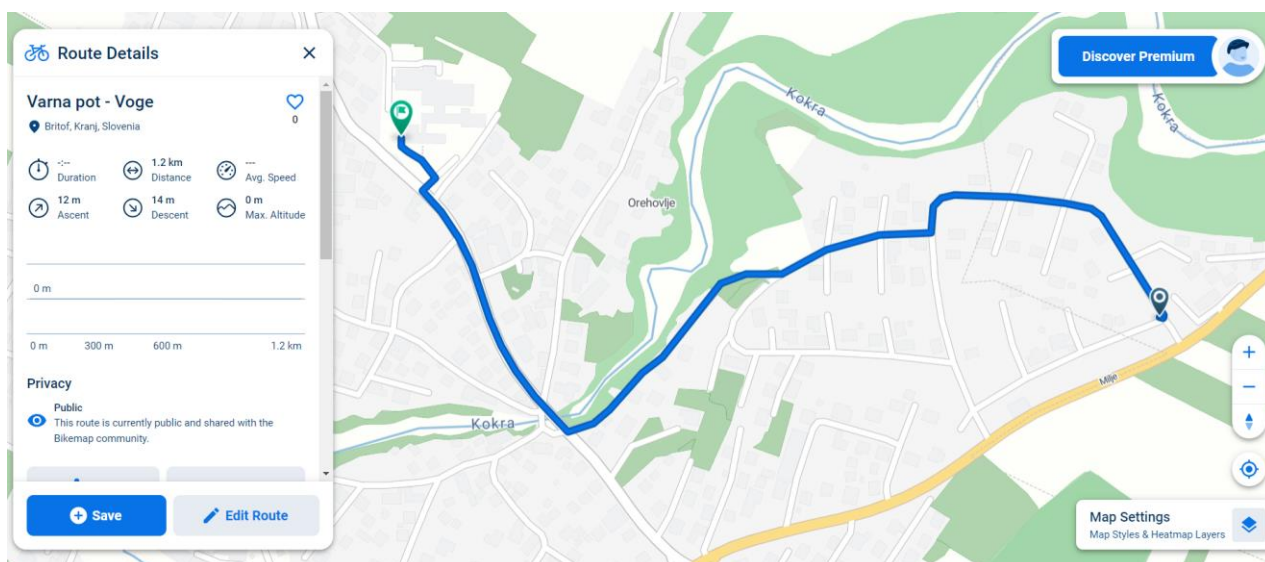 Route Details
Varna pot - Voge
0
Britof, Kranj, Slovenia
-:--
Duration
1.2 km
Distance
---
Avg. Speed
12 m
Ascent
14 m
Descent
0 m
Max. Altitude
0 m
0 m 300 m 600 m 1.2 km
Privacy
Public
This route is currently public and shared with the
Bikemap community.
Save
Edit Route
Discover Premium
Kokra
Kokra
Orehovlje
Kokra
Milje
Map Settings
Map Styles & Heatmap Layers